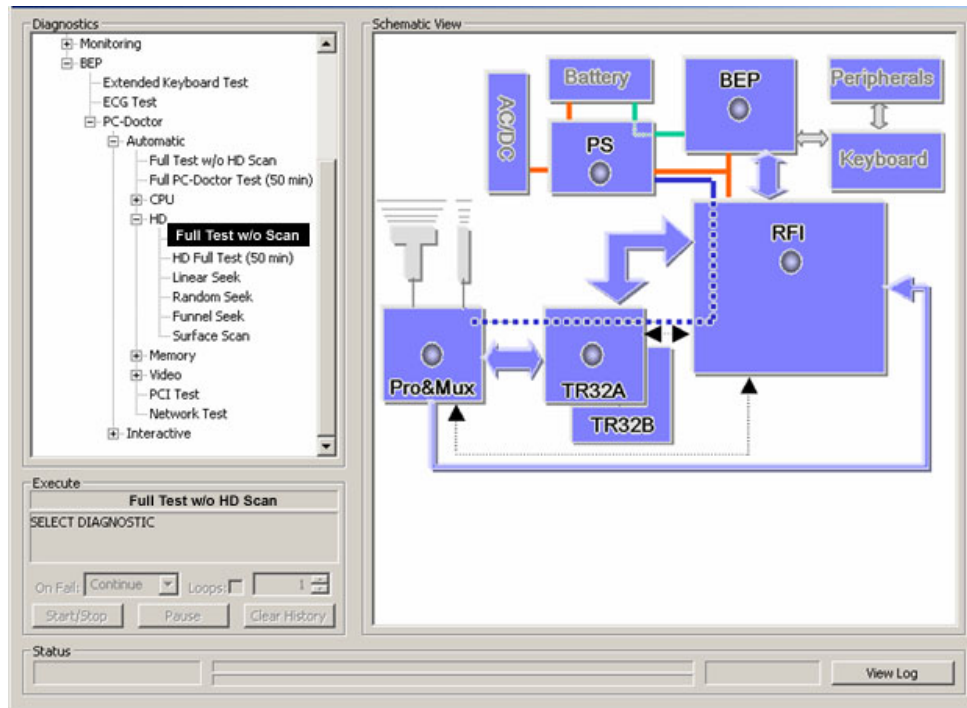 Diagnostics
Monitoring
BEP
Extended Keyboard Test
ECG Test
PC-Doctor
Automatic
Full Test w/o HD Scan
Full PC-Doctor Test (50 min)
CPU
HD
Full Test w/o Scan
HD Full Test (50 min)
Linear Seek
Random Seek
Funnel Seek
Surface Scan
Memory
Video
PCI Test
Network Test
Interactive
Execute
Full Test w/o HD Scan
SELECT DIAGNOSTIC
On Fail: Continue Loops: 1
Start/Stop Pause Clear History
Schematic View
AC/DC
Battery
PS
BEP
Peripherals
Keyboard
RFI
Pro&Mux
TR32A
TR32B
Status
View Log